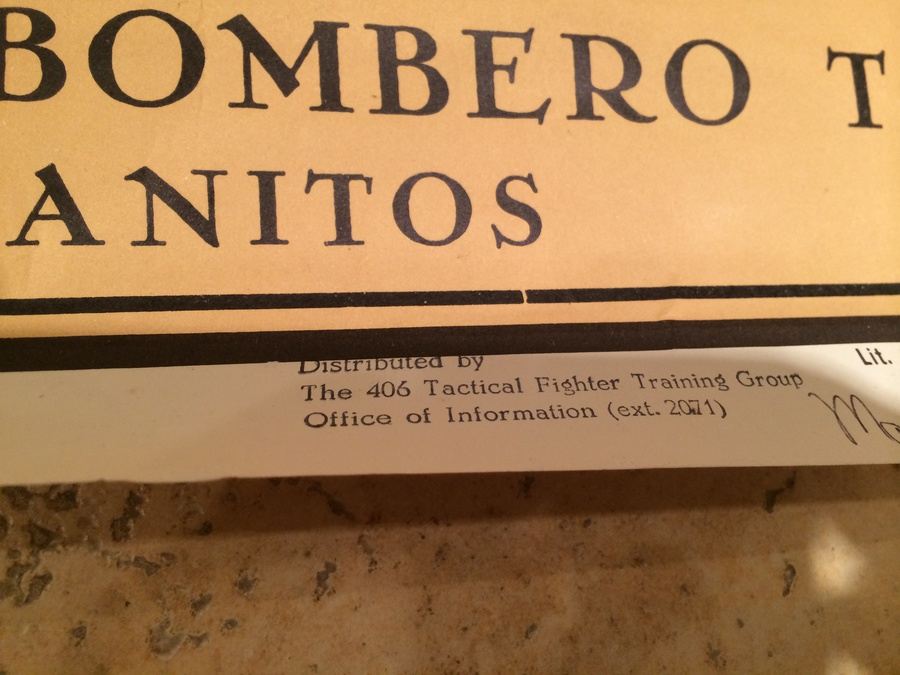 BOMBERO T
ANITOS
Distributed by
The 406 Tactical Fighter Training Group
Office of Information (ext. 2071)
Lit.